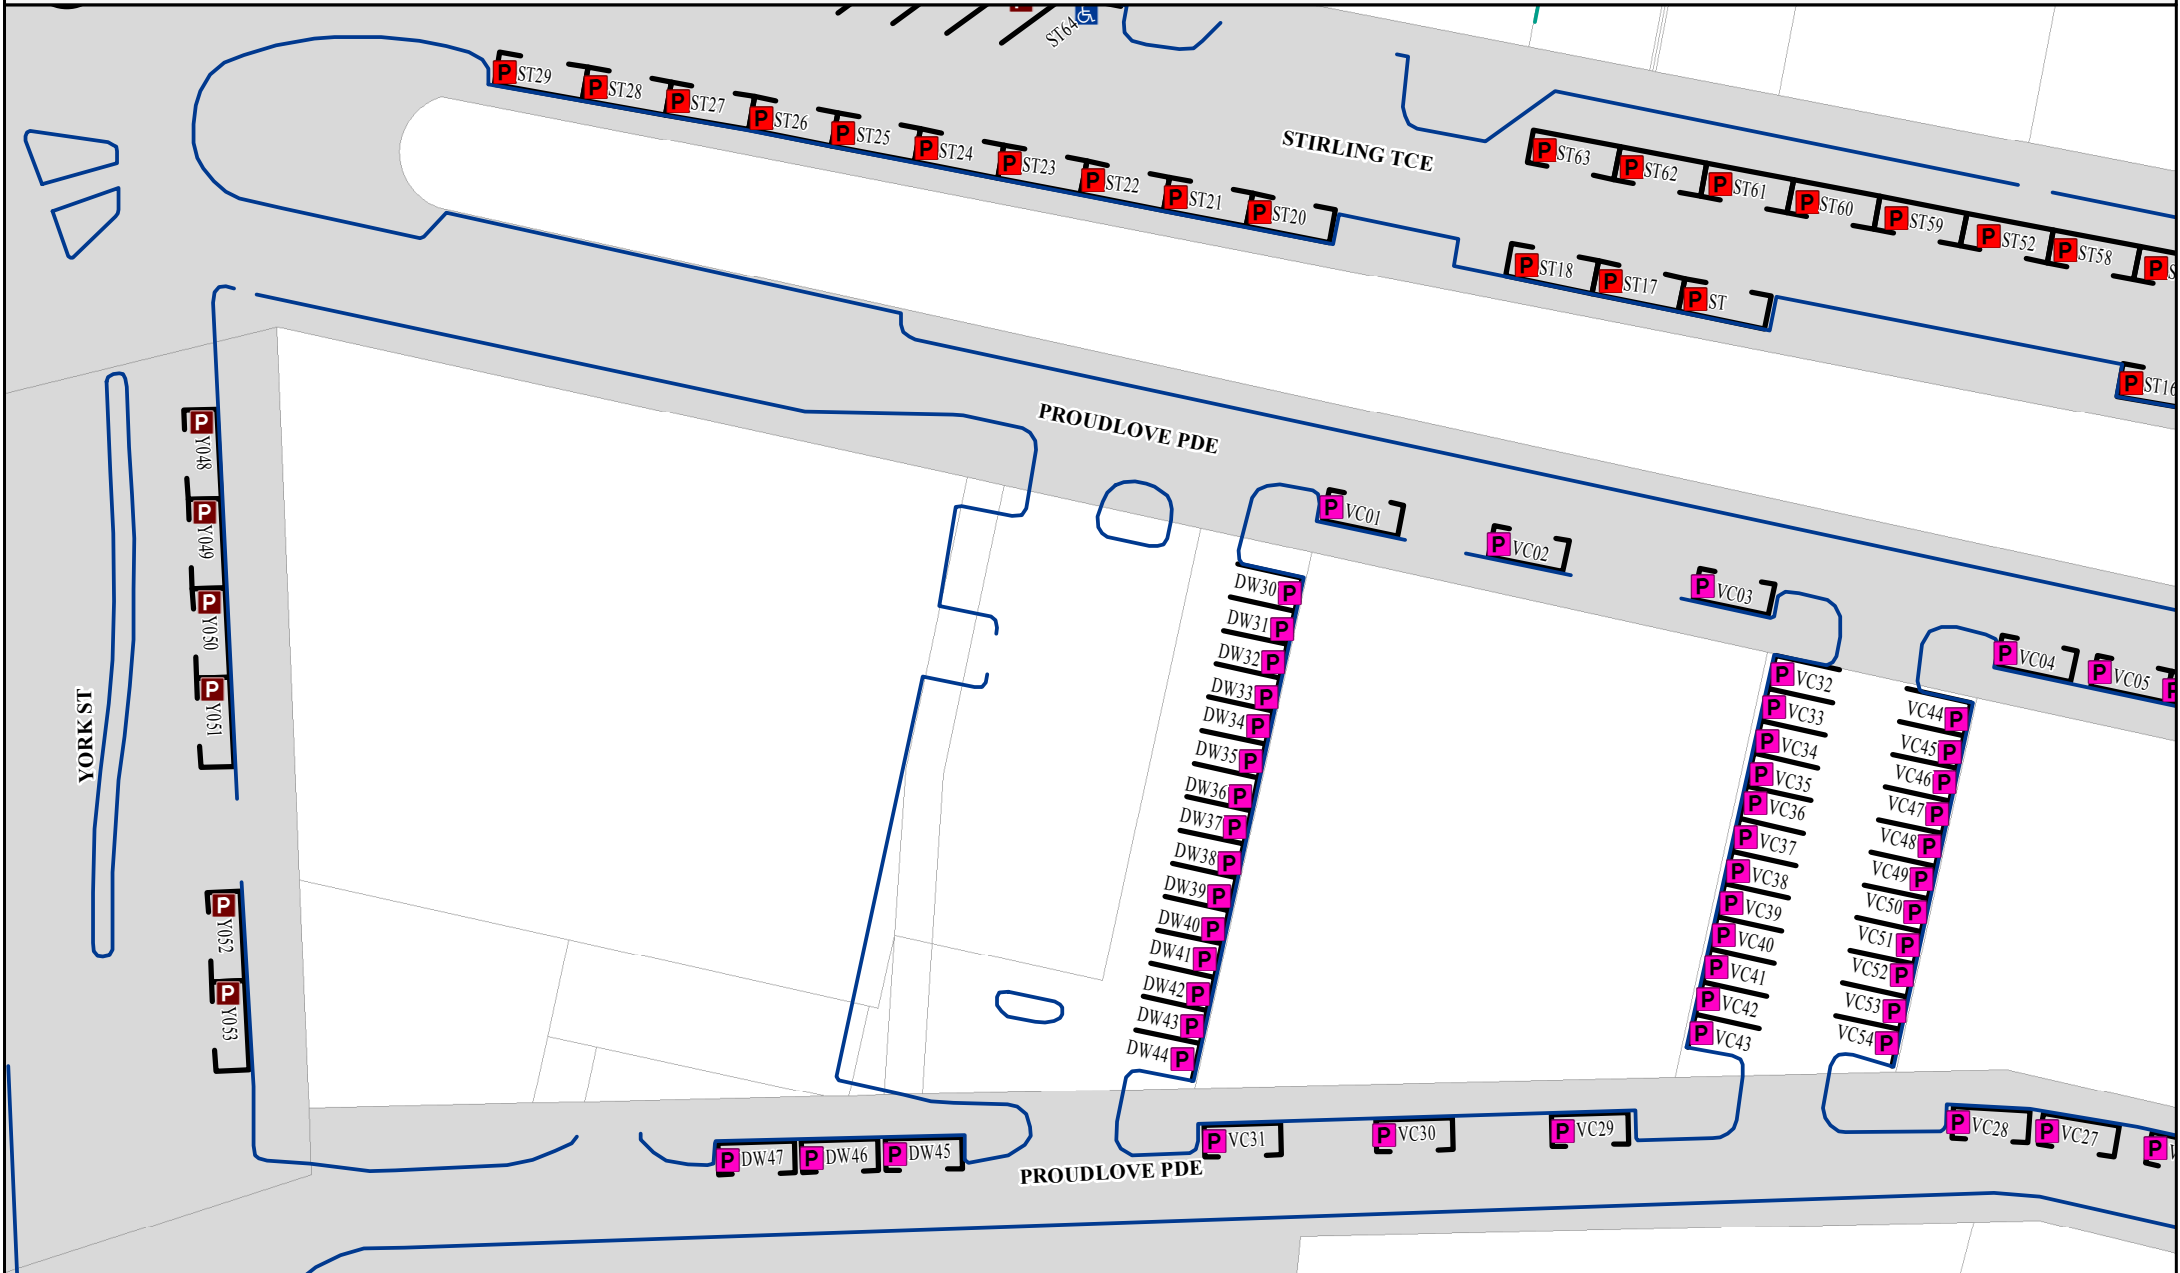 ST64
P ST29
P ST28
P ST27
P ST26
P ST25
P ST24
P ST23
P ST22
P ST21
P ST20
STIRLING TCE
P ST63
P ST62
P ST61
P ST60
P ST59
P ST52
P ST58
P S
P ST18
P ST17
P ST
P ST16
PROUDLOVE PDE
P VC01
P VC02
P VC03
P VC04
P VC05
P
P Y048
P Y049
P Y050
P Y051
YORK ST
P Y052
P Y053
DW30 P
DW31 P
DW32 P
DW33 P
DW34 P
DW35 P
DW36 P
DW37 P
DW38 P
DW39 P
DW40 P
DW41 P
DW42 P
DW43 P
DW44 P
P VC32
P VC33
P VC34
P VC35
P VC36
P VC37
P VC38
P VC39
P VC40
P VC41
P VC42
P VC43
VC44 P
VC45 P
VC46 P
VC47 P
VC48 P
VC49 P
VC50 P
VC51 P
VC52 P
VC53 P
VC54 P
P DW47
P DW46
P DW45
PROUDLOVE PDE
P VC31
P VC30
P VC29
P VC28
P VC27
P